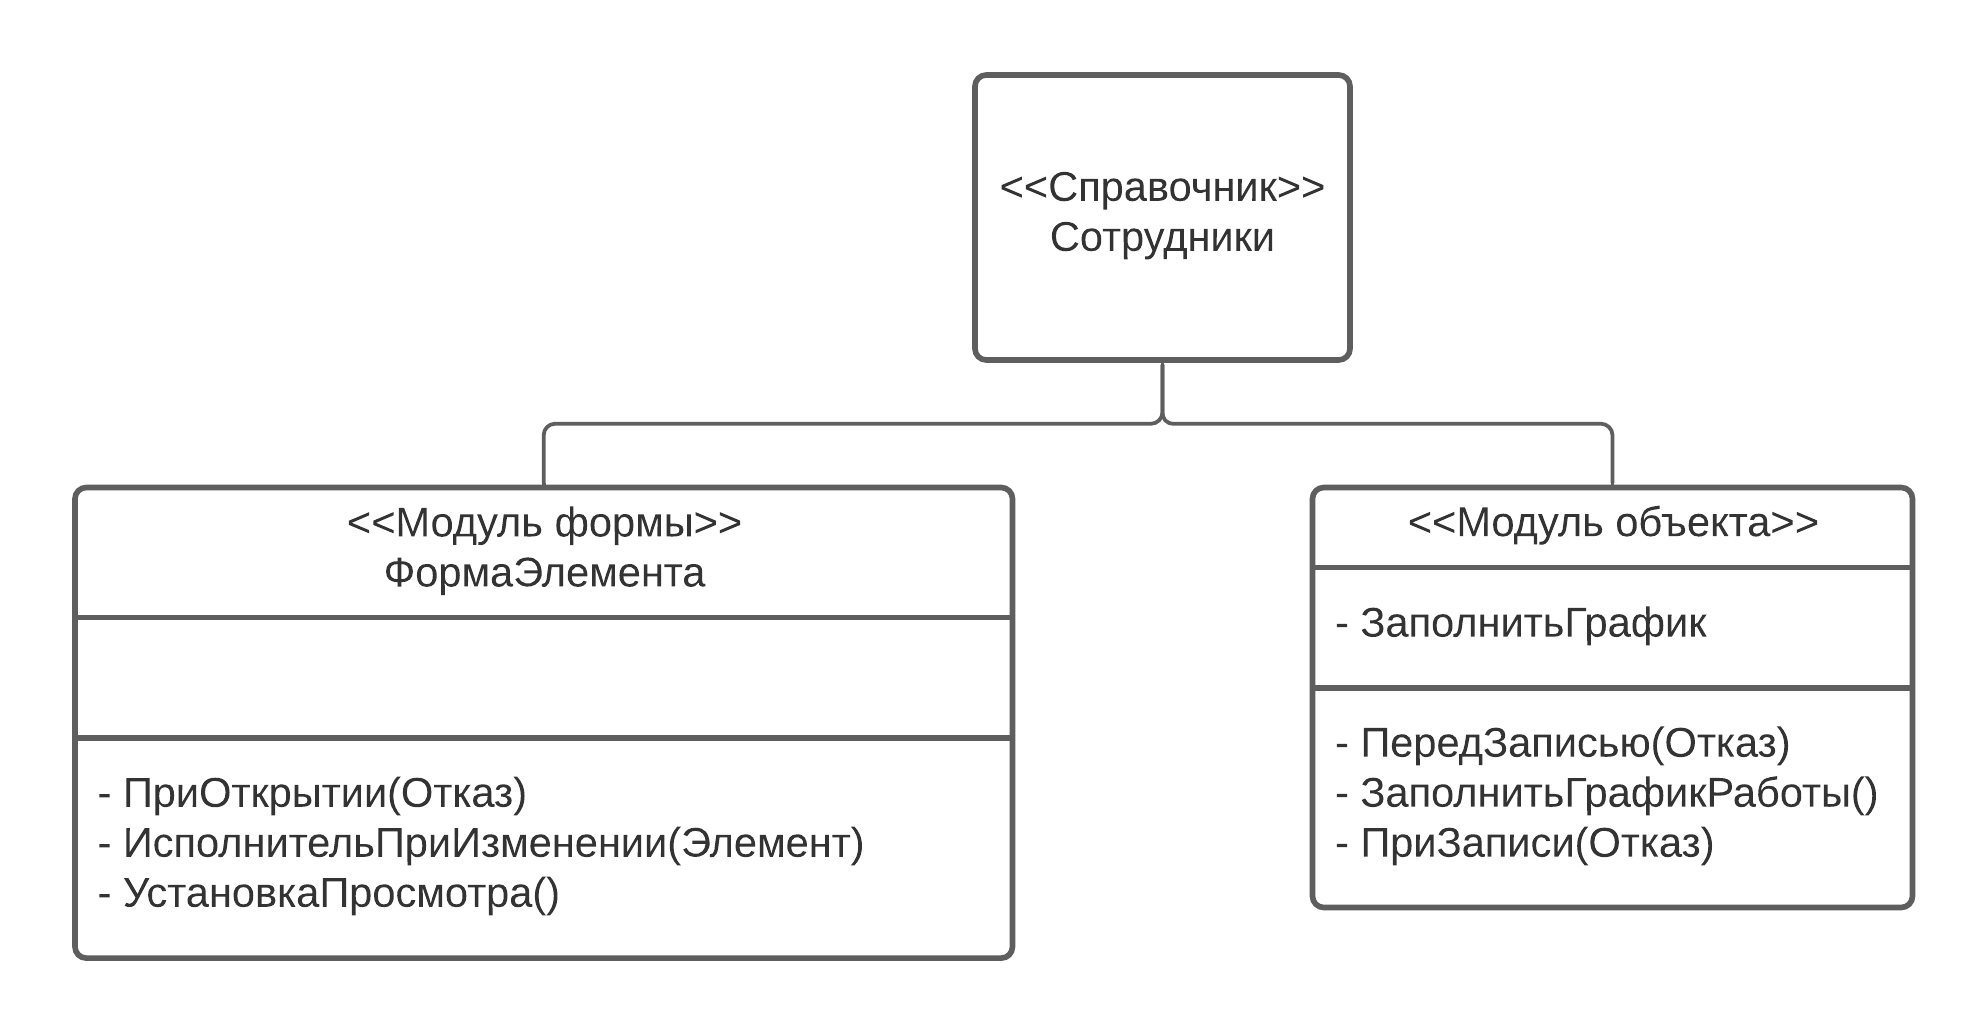 <<Справочник>>
Сотрудники
<<Модуль формы>>
ФормаЭлемента
- ПриОткрытии(Отказ)
- ИсполнительПриИзменении(Элемент)
- УстановкаПросмотра()
<<Модуль объекта>>
- ЗаполнитьГрафик
- ПередЗаписью(Отказ)
- ЗаполнитьГрафикРаботы()
- ПриЗаписи(Отказ)